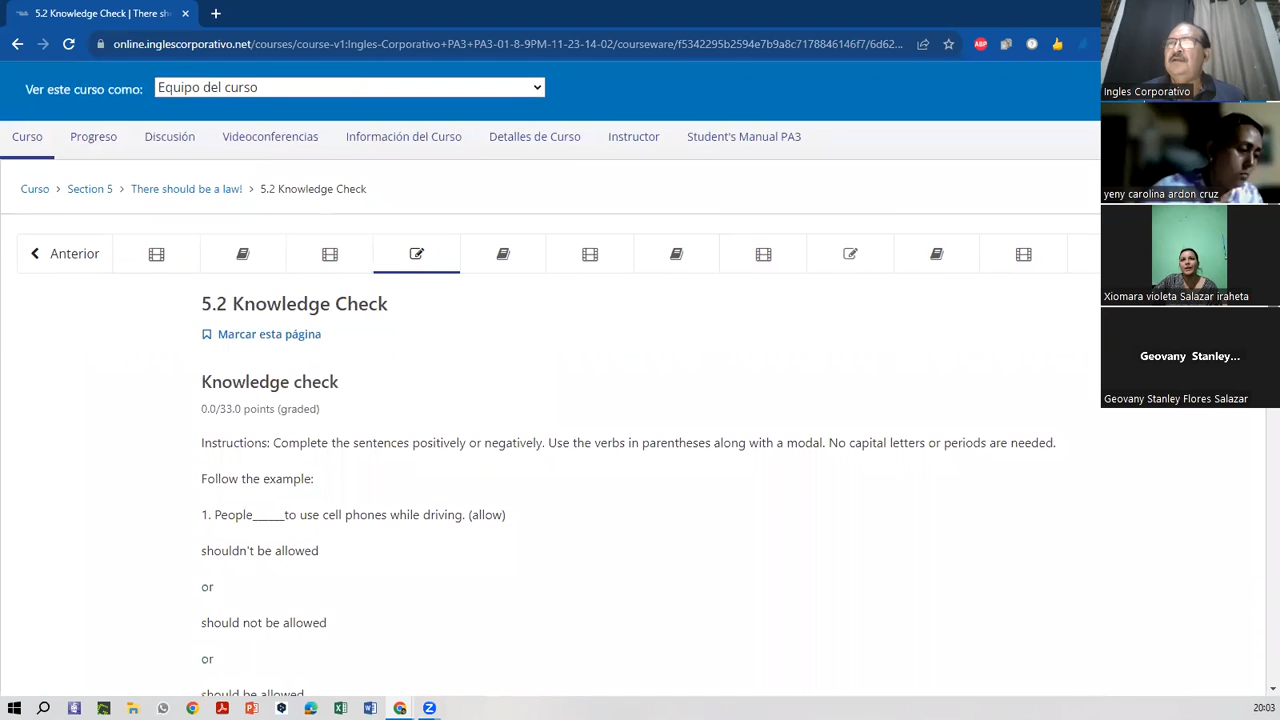 5.2 Knowledge Check | There sh
online.inglescorporativo.net/courses/course-v1:Ingles-Corporativo+PA3+PA3-01-8-9PM-11-23-14-02/courseware/f5342295b2594e7b9a8c7178846146f7/6d62...
ABP
Ver este curso como:
Equipo del curso
Curso
Progreso
Discusión
Videoconferencias
Información del Curso
Detalles de Curso
Instructor
Student's Manual PA3
Curso > Section 5 > There should be a law! > 5.2 Knowledge Check
Anterior
5.2 Knowledge Check
Marcar esta página
Knowledge check
0.0/33.0 points (graded)
Instructions: Complete the sentences positively or negatively. Use the verbs in parentheses along with a modal. No capital letters or periods are needed.
Follow the example:
1. People______to use cell phones while driving. (allow)
shouldn't be allowed
or
should not be allowed
or
should be allowed
Ingles Corporativo
yeny carolina ardon cruz
Xiomara violeta Salazar iraheta
Geovany Stanley...
Geovany Stanley Flores Salazar
20:03